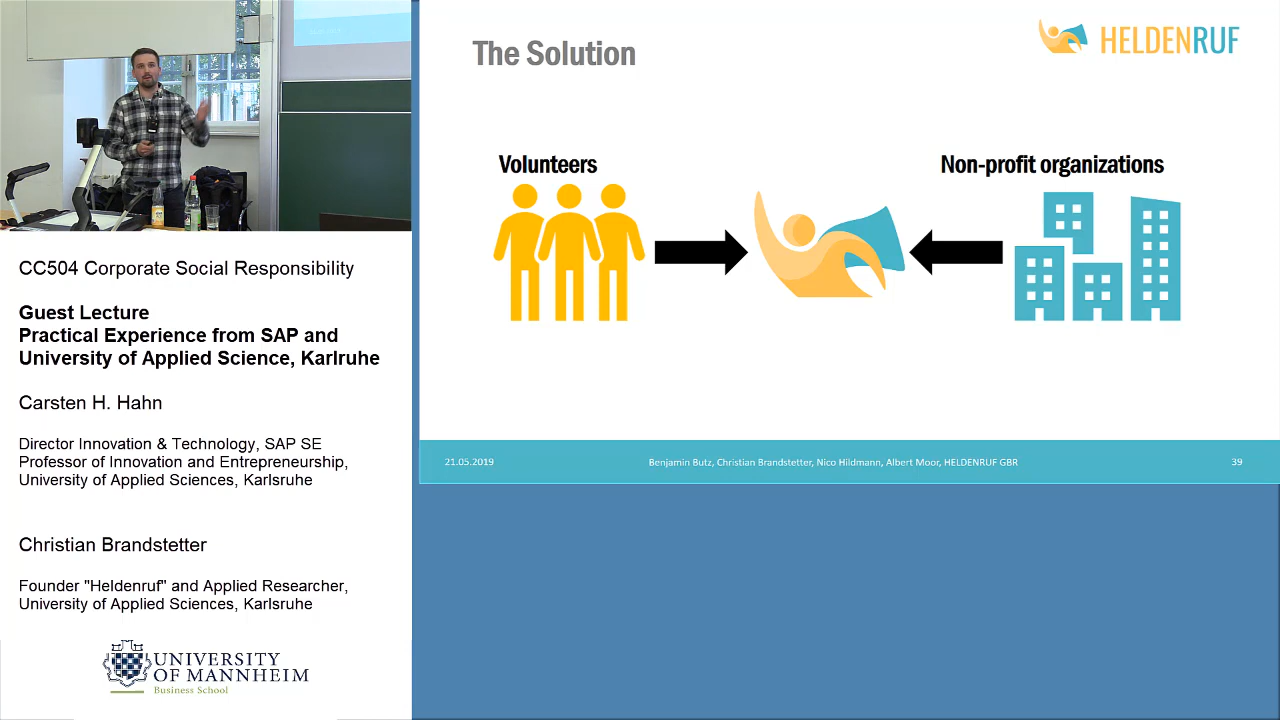 CC504 Corporate Social Responsibility
Guest Lecture
Practical Experience from SAP and
University of Applied Science, Karlruhe
Carsten H. Hahn
Director Innovation & Technology, SAP SE
Professor of Innovation and Entrepreneurship,
University of Applied Sciences, Karlsruhe
Christian Brandstetter
Founder "Heldenruf" and Applied Researcher,
University of Applied Sciences, Karlsruhe
UNIVERSITY
OF MANNHEIM
Business School
The Solution
HELDENRUF
Volunteers
Non-profit organizations
21.05.2019
Benjamin Butz, Christian Brandstetter, Nico Hildmann, Albert Moor, HELDENRUF GBR
39